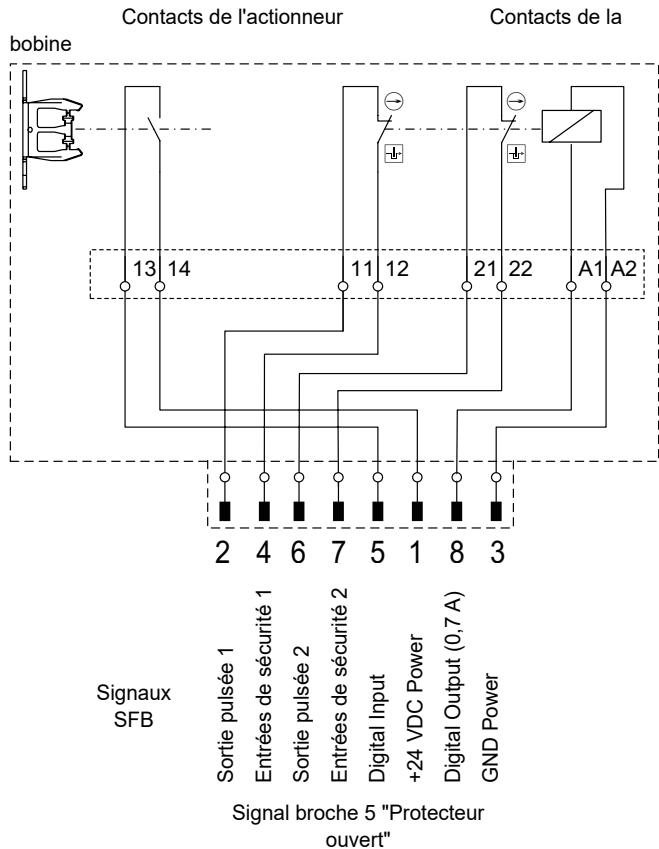 Contacts de l'actionneur
Contacts de la
bobine
13 14 11 12 21 22 A1 A2
2 4 6 7 5 1 8 3
Sortie pulsée 1
Entrées de sécurité 1
Sortie pulsée 2
Entrées de sécurité 2
Digital Input
+24 VDC Power
Digital Output (0,7 A)
GND Power
Signaux
SFB
Signal broche 5 "Protecteur
ouvert"